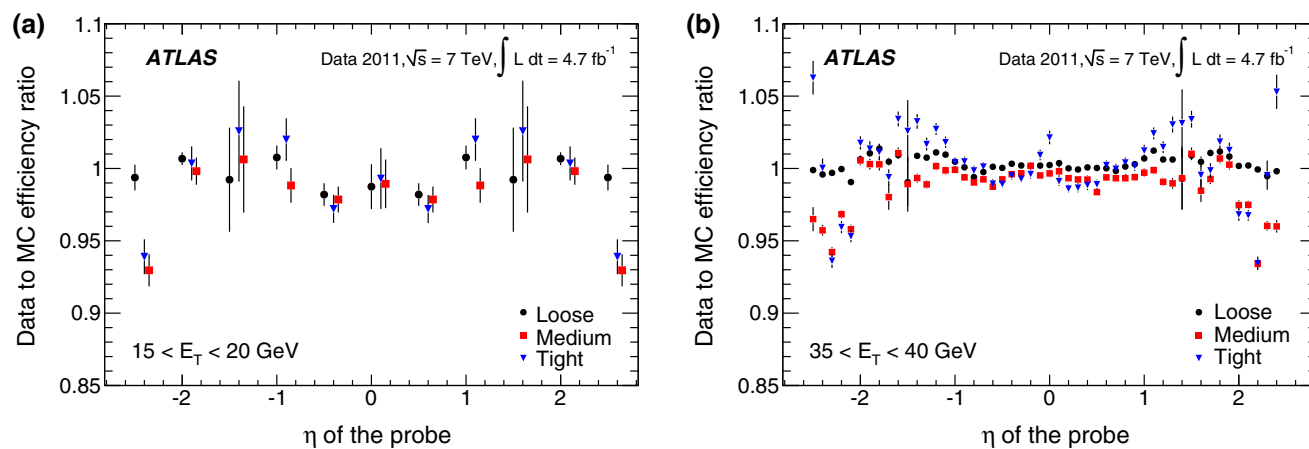 (a)
Data to MC efficiency ratio
1.1
1.05
1
0.95
0.9
0.85
ATLAS
Data 2011,√s = 7 TeV,∫ L dt = 4.7 fb⁻¹
Loose
Medium
Tight
15 < E_T < 20 GeV
-2 -1 0 1 2
η of the probe
(b)
Data to MC efficiency ratio
1.1
1.05
1
0.95
0.9
0.85
ATLAS
Data 2011,√s = 7 TeV,∫ L dt = 4.7 fb⁻¹
Loose
Medium
Tight
35 < E_T < 40 GeV
-2 -1 0 1 2
η of the probe